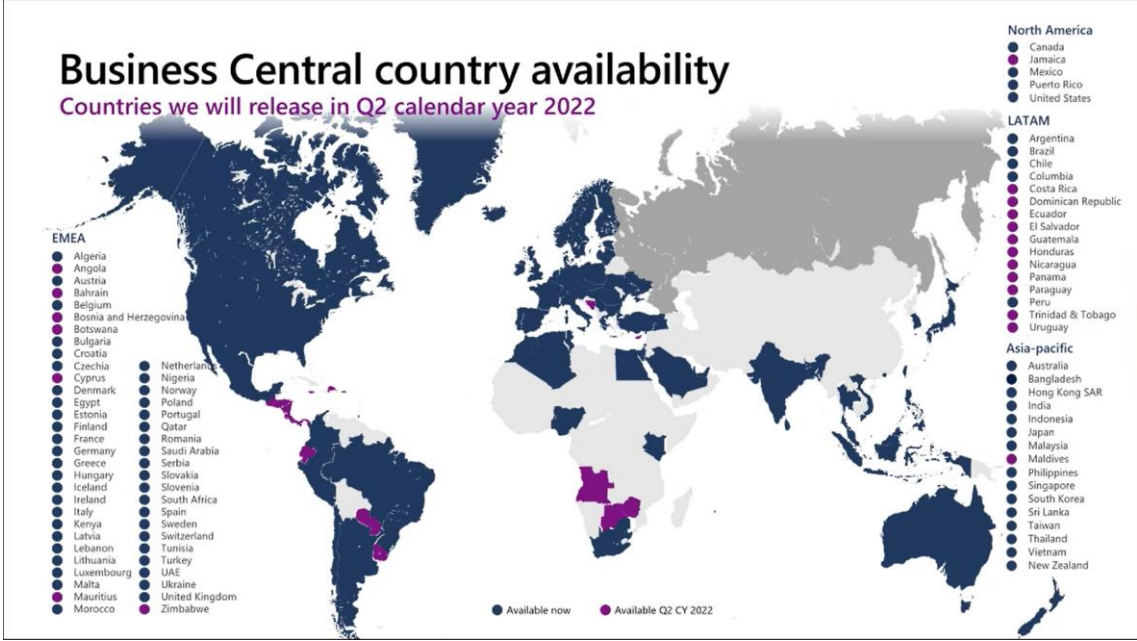 Business Central country availability
Countries we will release in Q2 calendar year 2022
North America
Canada
Jamaica
Mexico
Puerto Rico
United States
LATAM
Argentina
Brazil
Chile
Columbia
Costa Rica
Dominican Republic
Ecuador
El Salvador
Guatemala
Honduras
Nicaragua
Panama
Paraguay
Peru
Trinidad & Tobago
Uruguay
Asia-pacific
Australia
Bangladesh
Hong Kong SAR
India
Indonesia
Japan
Malaysia
Maldives
Philippines
Singapore
South Korea
Sri Lanka
Taiwan
Thailand
Vietnam
New Zealand
EMEA
Algeria
Angola
Austria
Bahrain
Belgium
Bosnia and Herzegovina
Botswana
Bulgaria
Croatia
Czechia
Cyprus
Denmark
Egypt
Estonia
Finland
France
Germany
Greece
Hungary
Iceland
Ireland
Italy
Kenya
Latvia
Lebanon
Lithuania
Luxembourg
Malta
Mauritius
Morocco
Netherlands
Nigeria
Norway
Poland
Portugal
Qatar
Romania
Saudi Arabia
Serbia
Slovakia
Slovenia
South Africa
Spain
Sweden
Switzerland
Tunisia
Turkey
UAE
Ukraine
United Kingdom
Zimbabwe
Available now
Available Q2 CY 2022